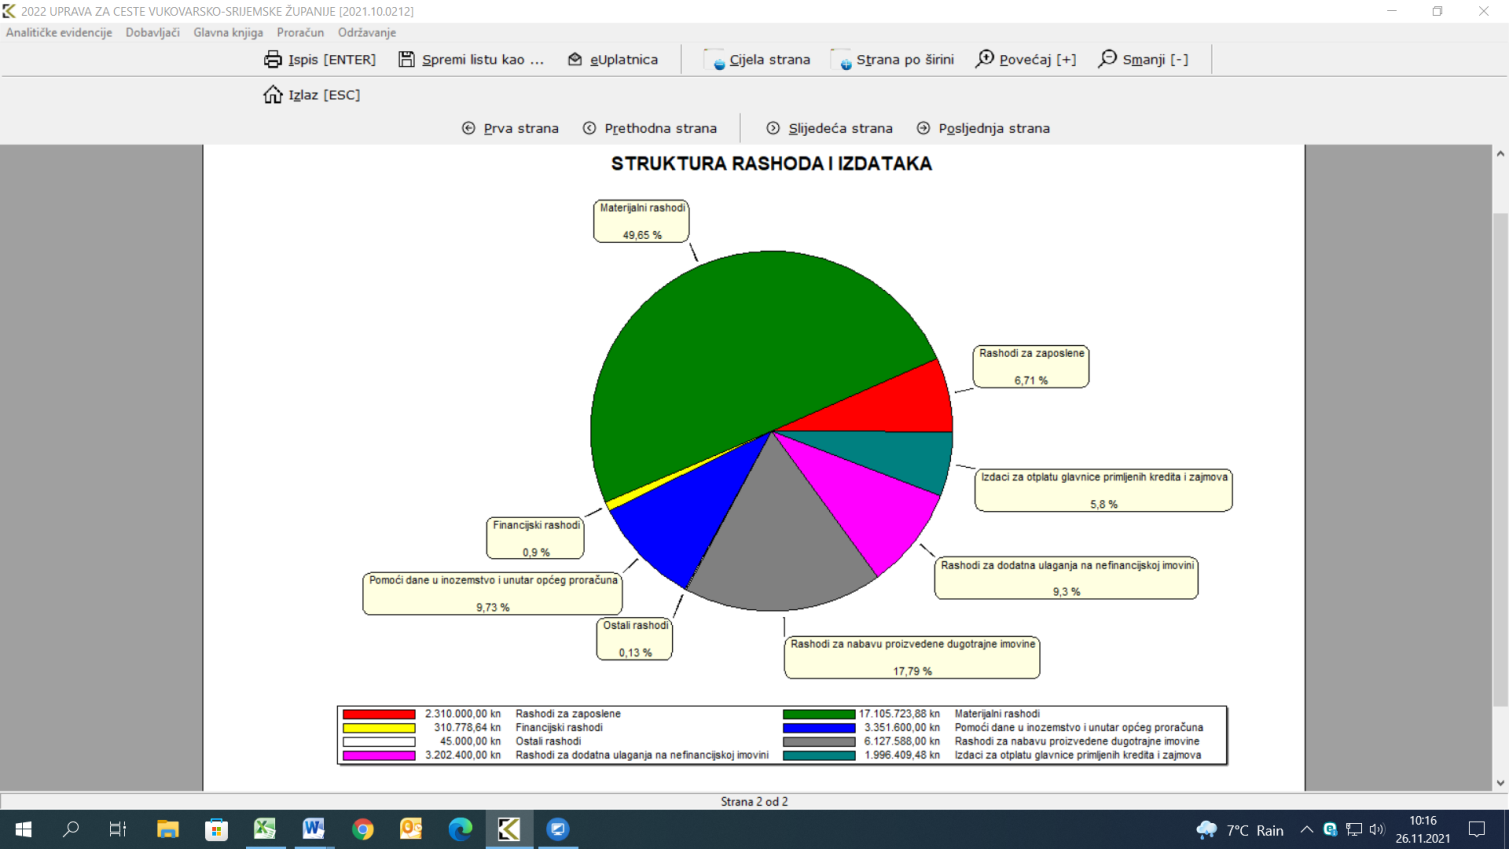 2022 UPRAVA ZA CESTE VUKOVARSKO-SRIJEMSKE ŽUPANIJE [2021.10.0212]
Analitičke evidencije Dobavljači Glavna knjiga Proračun Održavanje
Ispis [ENTER] Spremi listu kao ... eUplatnica Cijela strana Strana po širini Povećaj [+] Smanji [-]
Izlaz [ESC]
Prva strana Prethodna strana Slijedeća strana Posljednja strana
STRUKTURA RASHODA I IZDATAKA
Materijalni rashodi
49,65 %
Rashodi za zaposlene
6,71 %
Izdaci za otplatu glavnice primljenih kredita i zajmova
5,8 %
Financijski rashodi
0,9 %
Rashodi za dodatna ulaganja na nefinancijskoj imovini
9,3 %
Pomoći dane u inozemstvo i unutar općeg proračuna
9,73 %
Ostali rashodi
0,13 %
Rashodi za nabavu proizvedene dugotrajne imovine
17,79 %
2.310.000,00 kn Rashodi za zaposlene 17.105.723,88 kn Materijalni rashodi
310.778,64 kn Financijski rashodi 3.351.600,00 kn Pomoći dane u inozemstvo i unutar općeg proračuna
45.000,00 kn Ostali rashodi 6.127.588,00 kn Rashodi za nabavu proizvedene dugotrajne imovine
3.202.400,00 kn Rashodi za dodatna ulaganja na nefinancijskoj imovini 1.996.409,48 kn Izdaci za otplatu glavnice primljenih kredita i zajmova
Strana 2 od 2
7°C Rain
10:16
26.11.2021